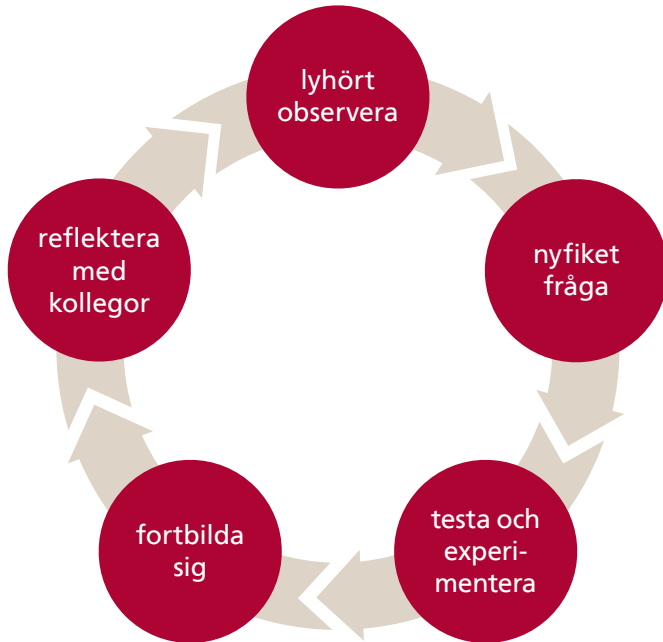 lyhört
observera
nyfiket
fråga
testa och
experi-
mentera
fortbilda
sig
reflektera
med
kollegor